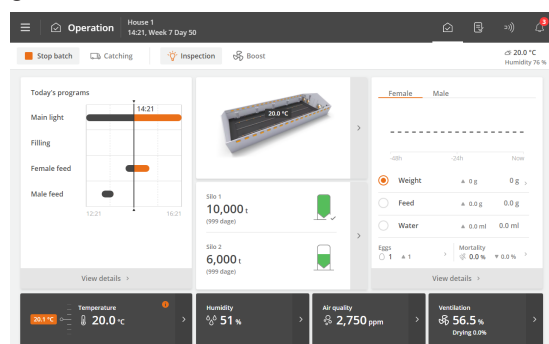 Operation
House 1
14:21, Week 7 Day 50
3
Stop batch
Catching
Inspection
Boost
20.0 °C
Humidity 76 %
Today's programs
14:21
Main light
Filling
Female feed
Male feed
12:21
16:21
View details
20.0 °C
Silo 1
10,000 t
(999 dage)
Silo 2
6,000 t
(999 dage)
Female
Male
-48h
-24h
Now
Weight
▲ 0 g
0 g
Feed
▲ 0.0 g
0.0 g
Water
▲ 0.0 ml
0.0 ml
Eggs
1 ▲ 1
Mortality
0.0 % ▼ 0.0 %
View details
20.1 °C
Temperature
20.0 °C
Humidity
51 %
Air quality
2,750 ppm
Ventilation
56.5 %
Drying 0.0%